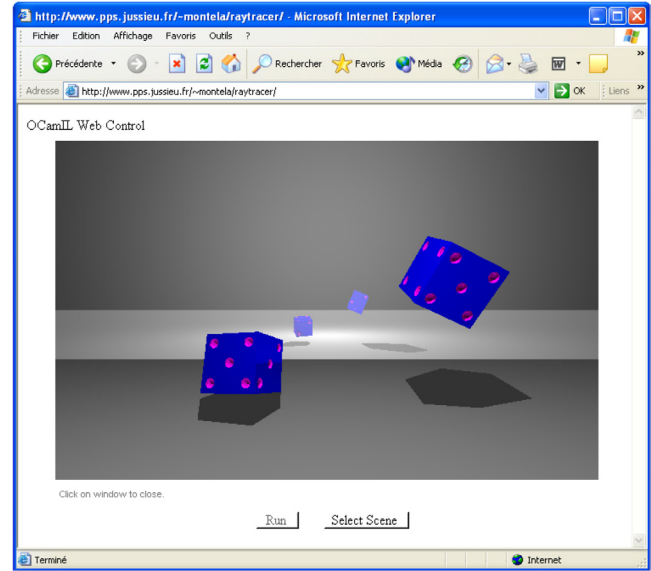 http://www.pps.jussieu.fr/~montela/raytracer/ - Microsoft Internet Explorer
Fichier Edition Affichage Favoris Outils ?
Précédente Rechercher Favoris Média W »
Adresse http://www.pps.jussieu.fr/~montela/raytracer/ OK Liens »
OCamIL Web Control
Click on window to close.
Run Select Scene
Terminé Internet